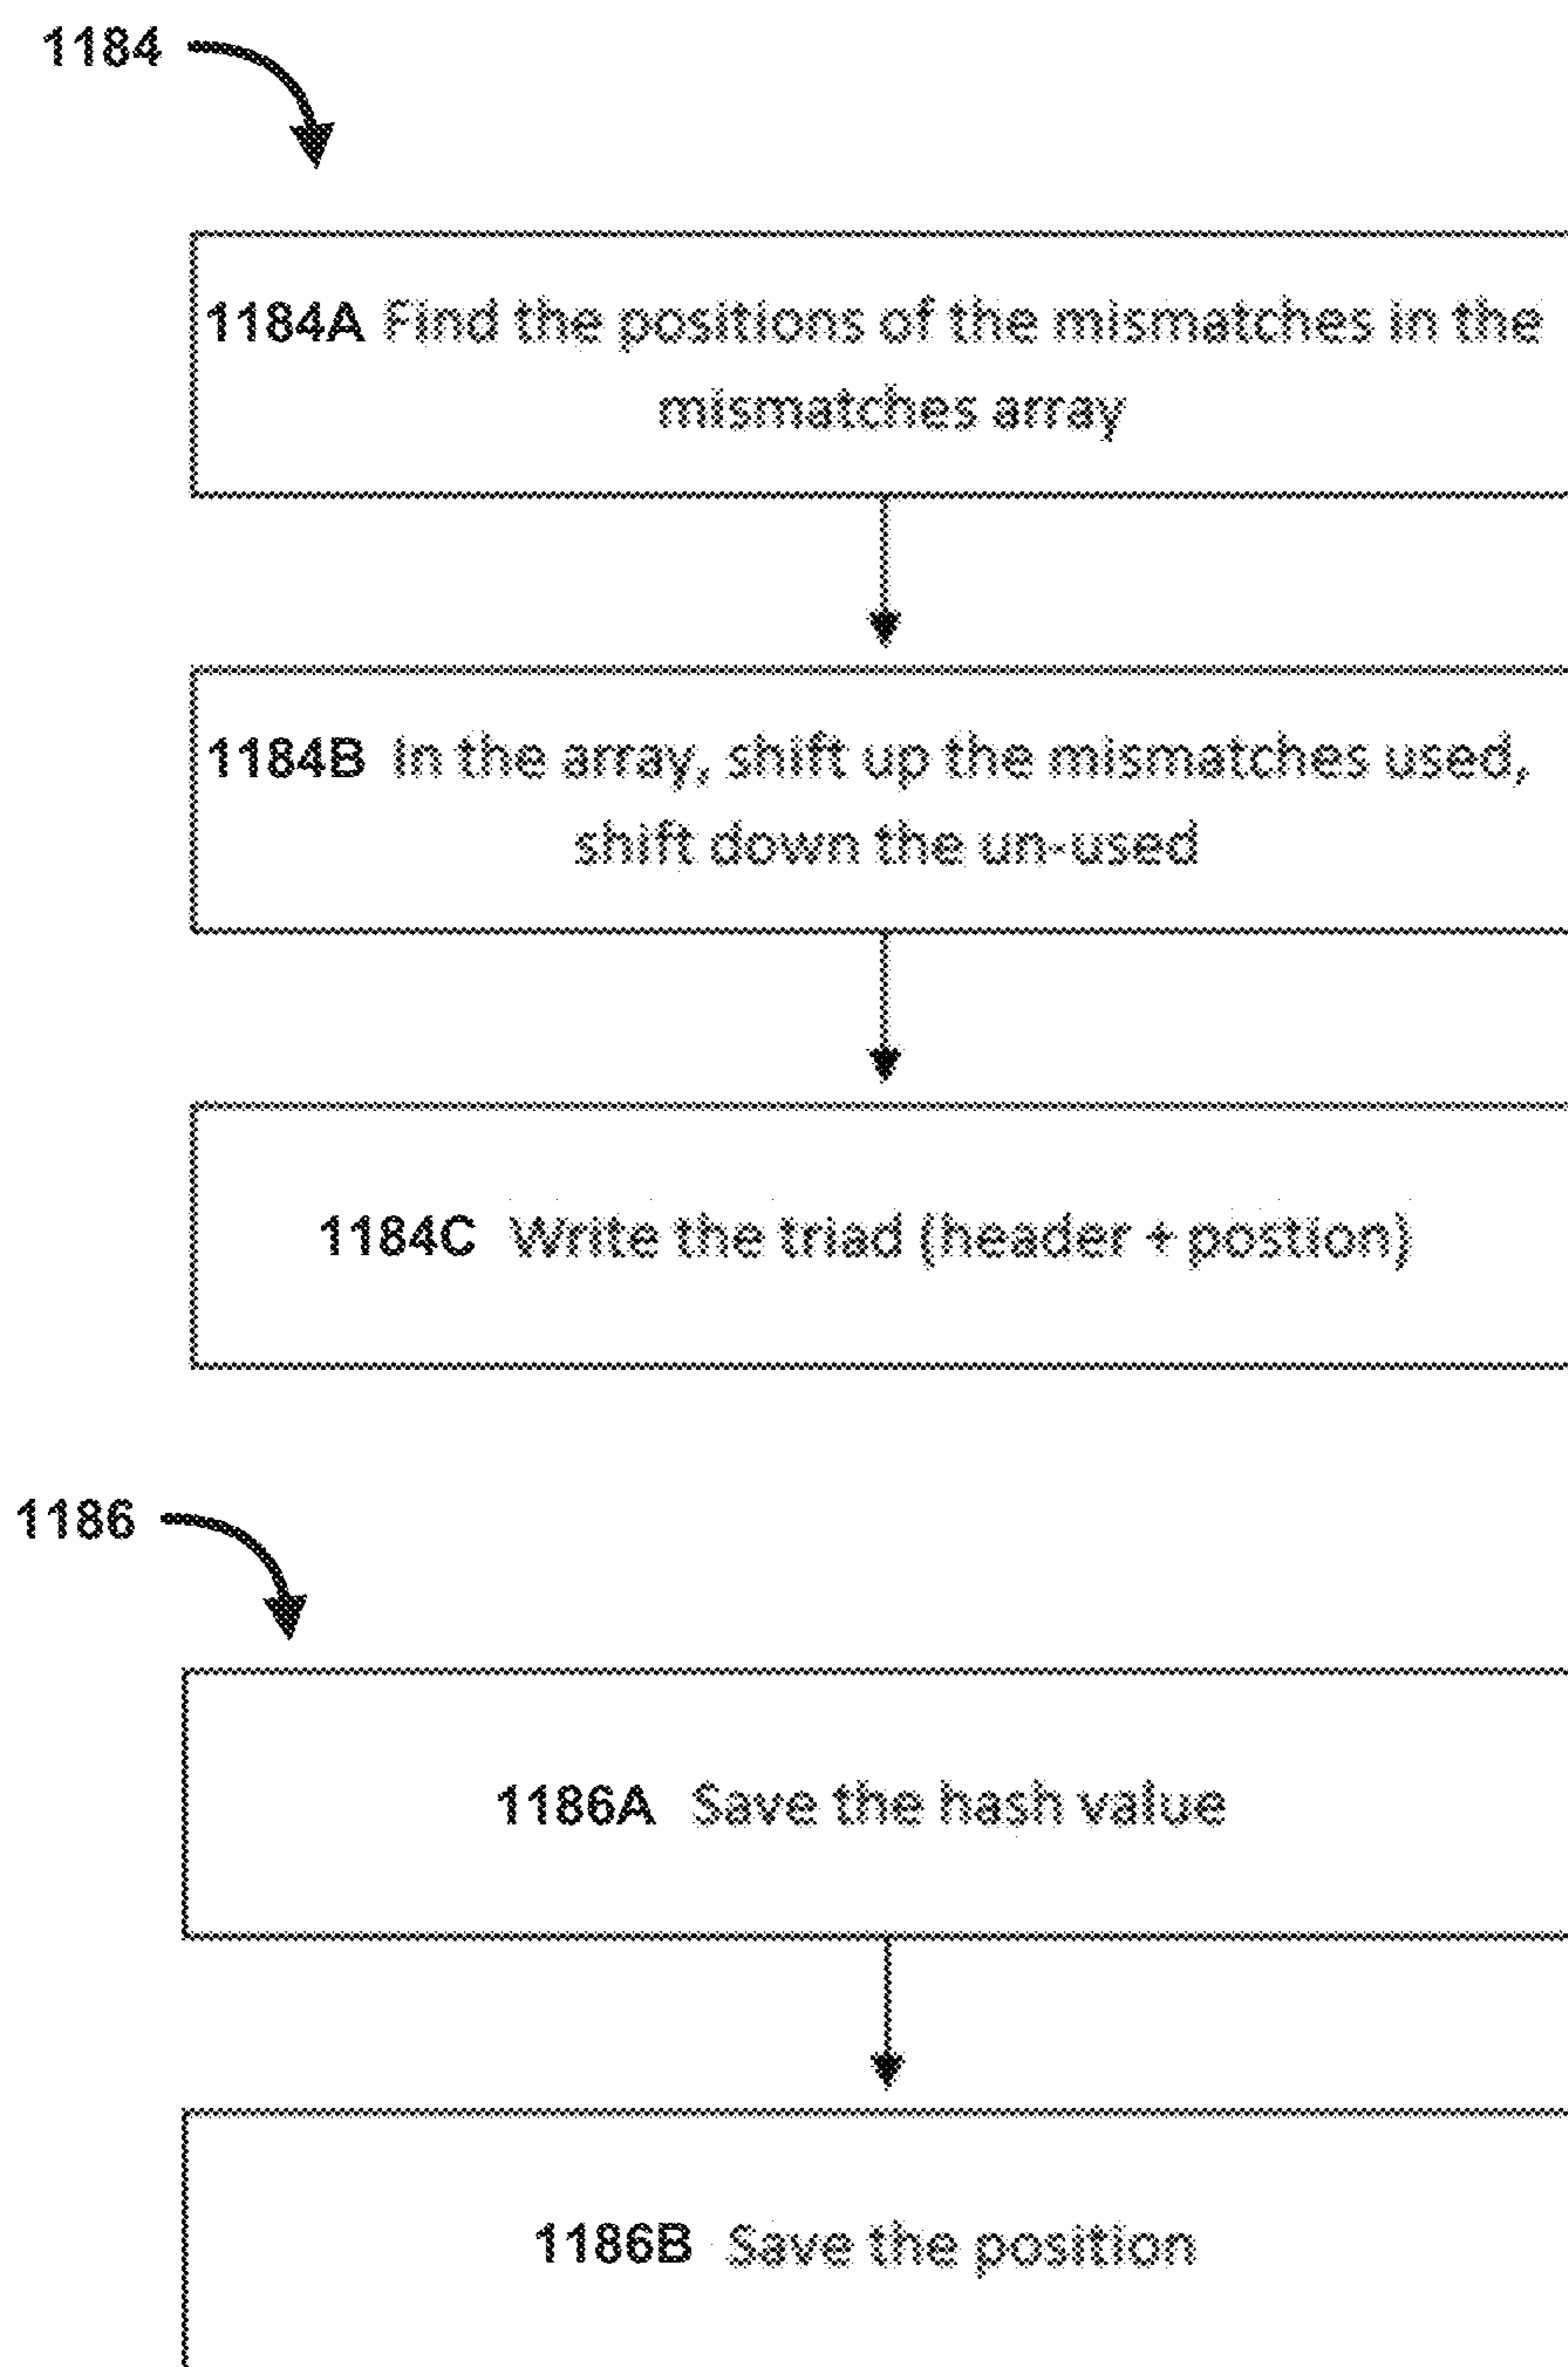 1184
1184A Find the positions of the mismatches in the
mismatches array
1184B In the array, shift up the mismatches used,
shift down the un-used
1184C Write the triad (header + postion)
1186
1186A Save the hash value
1186B Save the position